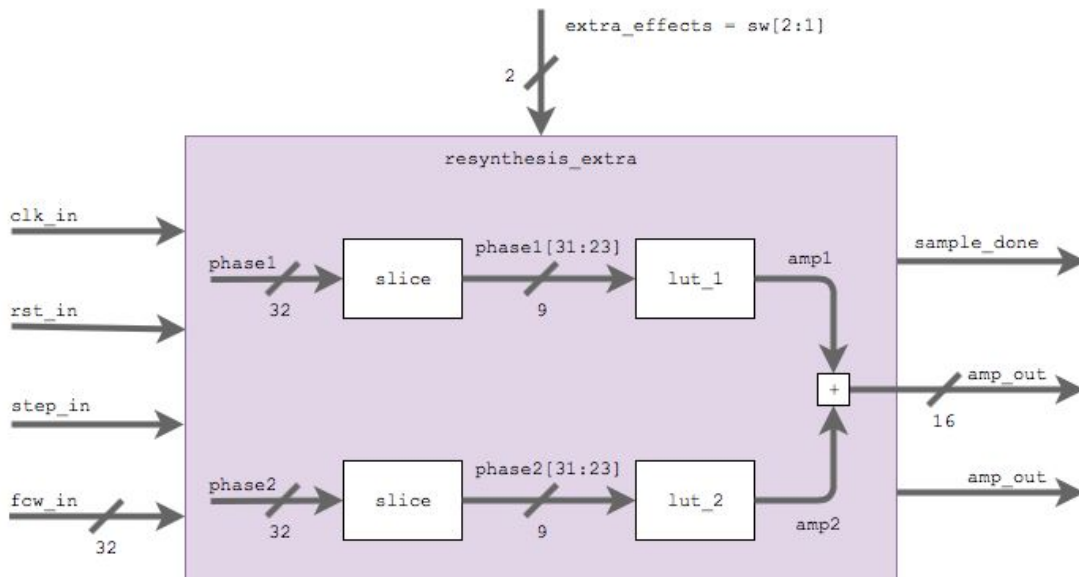 extra_effects = sw[2:1]
2
resynthesis_extra
clk_in
rst_in
step_in
fcw_in
32
phase1
32
slice
phase1[31:23]
9
lut_1
amp1
phase2
32
slice
phase2[31:23]
9
lut_2
amp2
+
sample_done
amp_out
16
amp_out